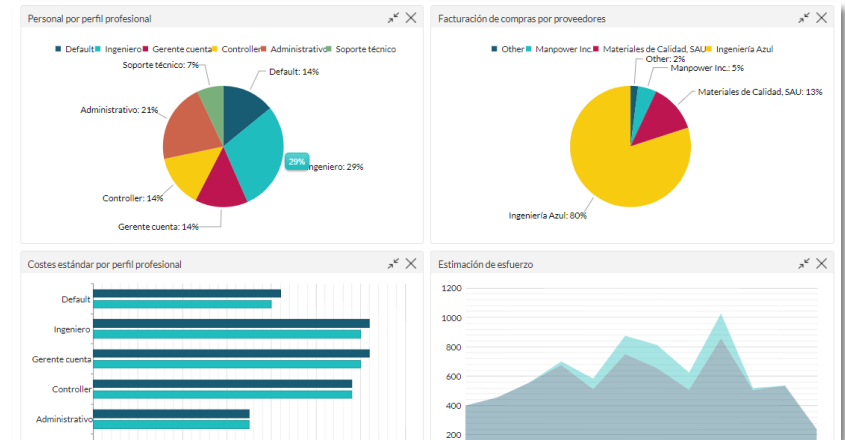 Personal por perfil profesional
Default Ingeniero Gerente cuenta Controller Administrativo Soporte técnico
Soporte técnico: 7%
Default: 14%
Administrativo: 21%
29%
ngeniero: 29%
Controller: 14%
Gerente cuenta: 14%
Facturación de compras por proveedores
Other Manpower Inc. Materiales de Calidad, SAU Ingeniería Azul
Other: 2%
Manpower Inc.: 5%
Materiales de Calidad, SAU: 13%
Ingeniería Azul: 80%
Costes estándar por perfil profesional
Default
Ingeniero
Gerente cuenta
Controller
Administrativo
Estimación de esfuerzo
1200
1000
800
600
400
200